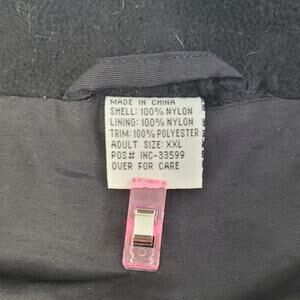 MADE IN CHINA
SHELL: 100% NYLON
LINING: 100% NYLON
TRIM: 100% POLYESTER
ADULT SIZE: XXL
POS# INC-33599
OVER FOR CARE